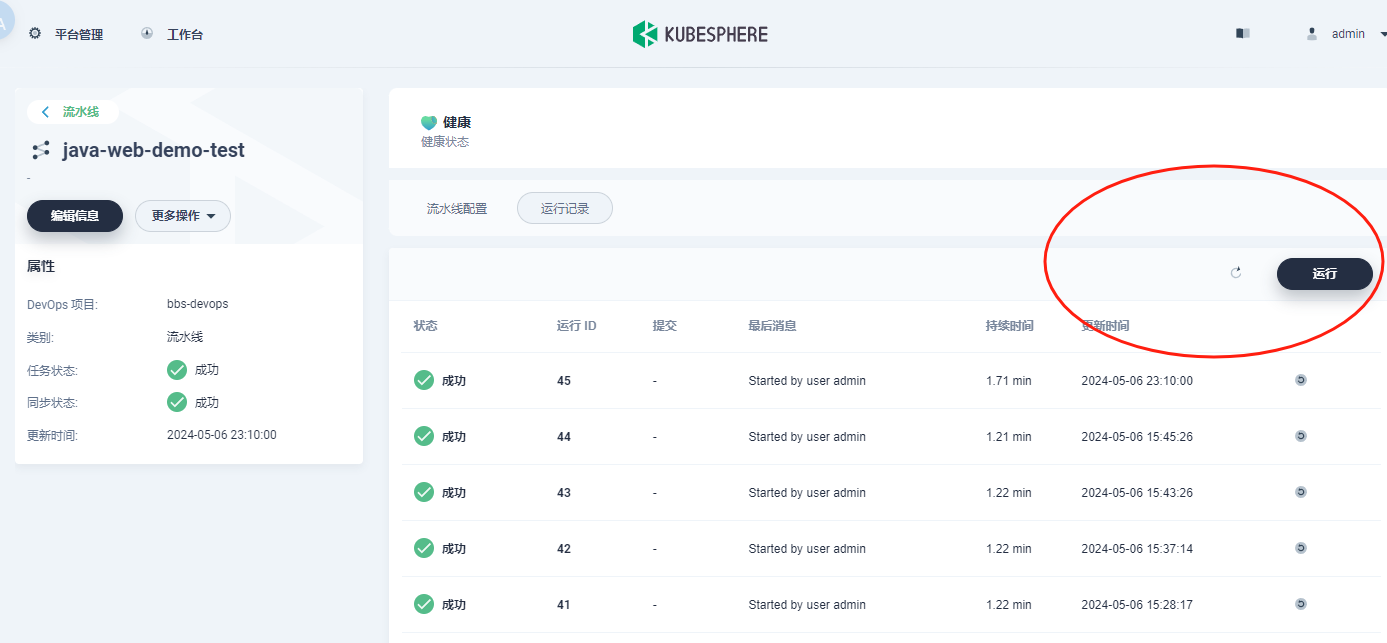 平台管理
工作台
KUBESPHERE
admin
流水线
java-web-demo-test
-
编辑信息
更多操作
属性
DevOps 项目:
bbs-devops
类别:
流水线
任务状态:
成功
同步状态:
成功
更新时间:
2024-05-06 23:10:00
健康
健康状态
流水线配置
运行记录
运行
状态 运行 ID 提交 最后消息 持续时间 更新时间
成功 45 - Started by user admin 1.71 min 2024-05-06 23:10:00
成功 44 - Started by user admin 1.21 min 2024-05-06 15:45:26
成功 43 - Started by user admin 1.22 min 2024-05-06 15:43:26
成功 42 - Started by user admin 1.22 min 2024-05-06 15:37:14
成功 41 - Started by user admin 1.22 min 2024-05-06 15:28:17